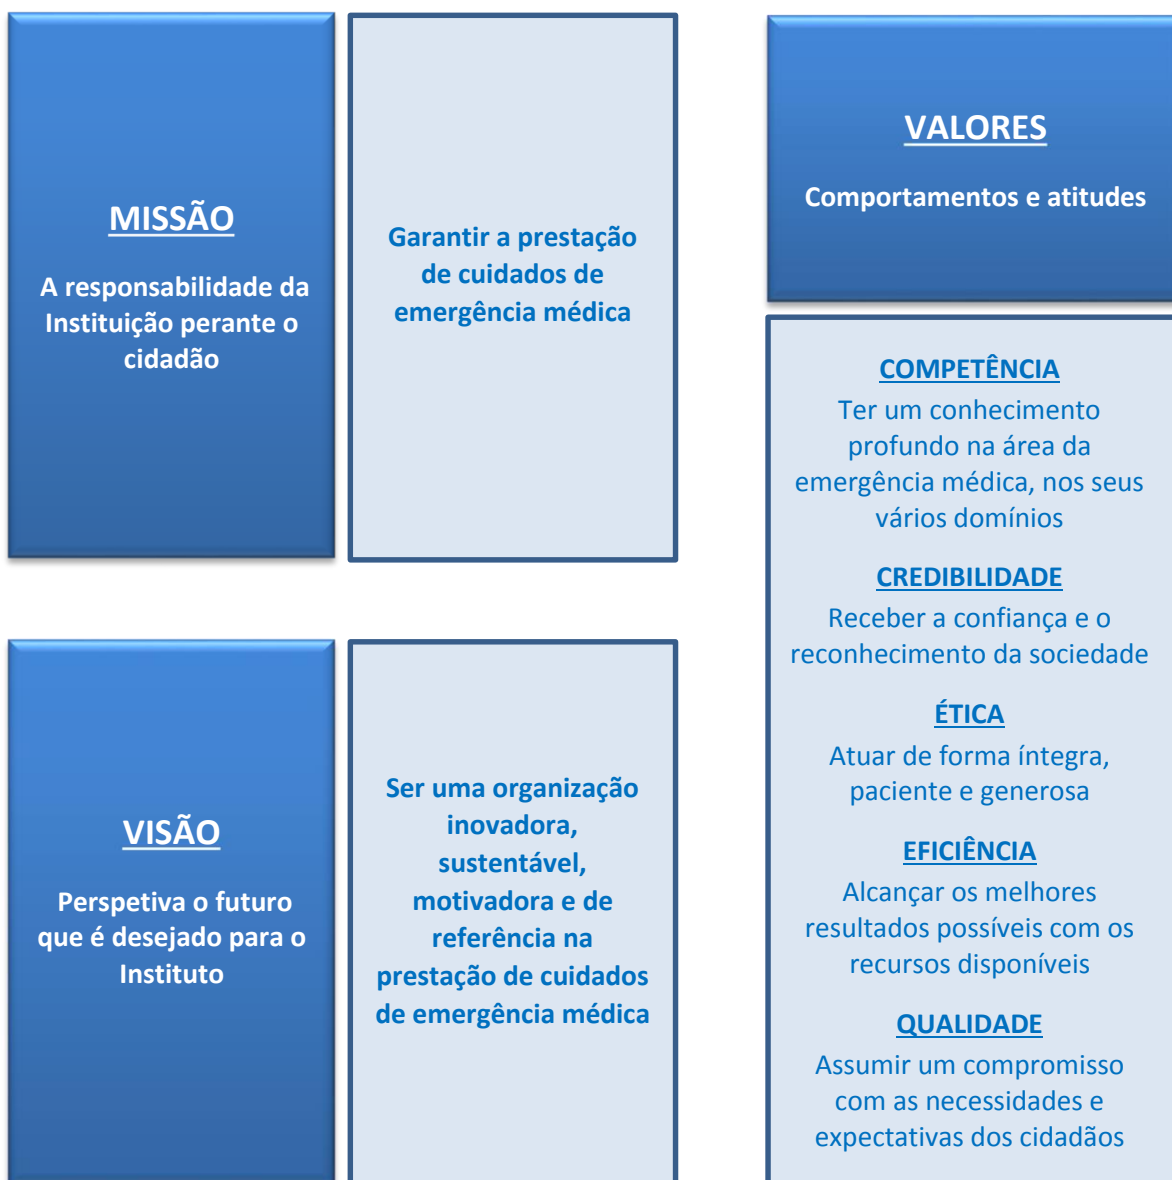 MISSÃO
A responsabilidade da
Instituição perante o
cidadão
Garantir a prestação
de cuidados de
emergência médica
VISÃO
Perspetiva o futuro
que é desejado para o
Instituto
Ser uma organização
inovadora,
sustentável,
motivadora e de
referência na
prestação de cuidados
de emergência médica
VALORES
Comportamentos e atitudes
COMPETÊNCIA
Ter um conhecimento
profundo na área da
emergência médica, nos seus
vários domínios
CREDIBILIDADE
Receber a confiança e o
reconhecimento da sociedade
ÉTICA
Atuar de forma íntegra,
paciente e generosa
EFICIÊNCIA
Alcançar os melhores
resultados possíveis com os
recursos disponíveis
QUALIDADE
Assumir um compromisso
com as necessidades e
expectativas dos cidadãos